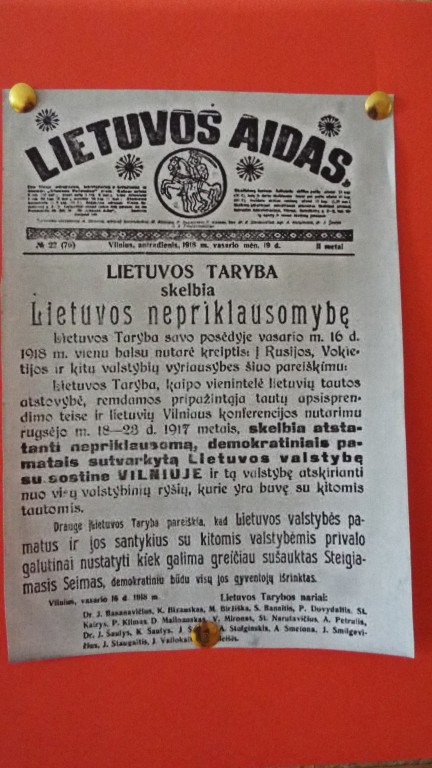 LIETUVOS AIDAS.
№ 22 (70) Vilnius, antradienis, 1918 m. vasario mėn. 19 d. II metai
LIETUVOS TARYBA
skelbia
Lietuvos nepriklausomybę
Lietuvos Taryba savo posėdyje vasario m. 16 d.
1918 m. vienu balsu nutarė kreiptis: į Rusijos, Vokie-
tijos ir kitų valstybių vyriausybes šiuo pareiškimu:
Lietuvos Taryba, kaipo vienintelė lietuvių tautos
atstovybė, remdamos pripažintąja tautų apsispren-
dimo teise ir lietuvių Vilniaus konferencijos nutarimu
rugsėjo m. 18—23 d. 1917 metais, skelbia atsta-
tanti nepriklausomą, demokratiniais pa-
matais sutvarkytą Lietuvos valstybę
su sostine VILNIUJE ir tą valstybę atskirianti
nuo visų valstybinių ryšių, kurie yra buvę su kitomis
tautomis.
Drauge Lietuvos Taryba pareiškia, kad Lietuvos valstybės pa-
matus ir jos santykius su kitomis valstybėmis privalo
galutinai nustatyti kiek galima greičiau sušauktas Steigia-
masis Seimas, demokratiniu būdu visų jos gyventojų išrinktas.
Vilnius, vasario 16 d. 1918 m. Lietuvos Tarybos nariai:
Dr. J. Basanavičius, K. Bizauskas, M. Biržiška, S. Banaitis, P. Dovydaitis, St.
Kairys, P. Klimas, D. Malinauskas, V. Mironas, St. Narutavičius, A. Petrulis,
Dr. J. Šaulys, K. Šaulys, J. A. Stulginskis, A. Smetona, J. Smilgevi-
čius, J. Staugaitis, J. Vailokaitis